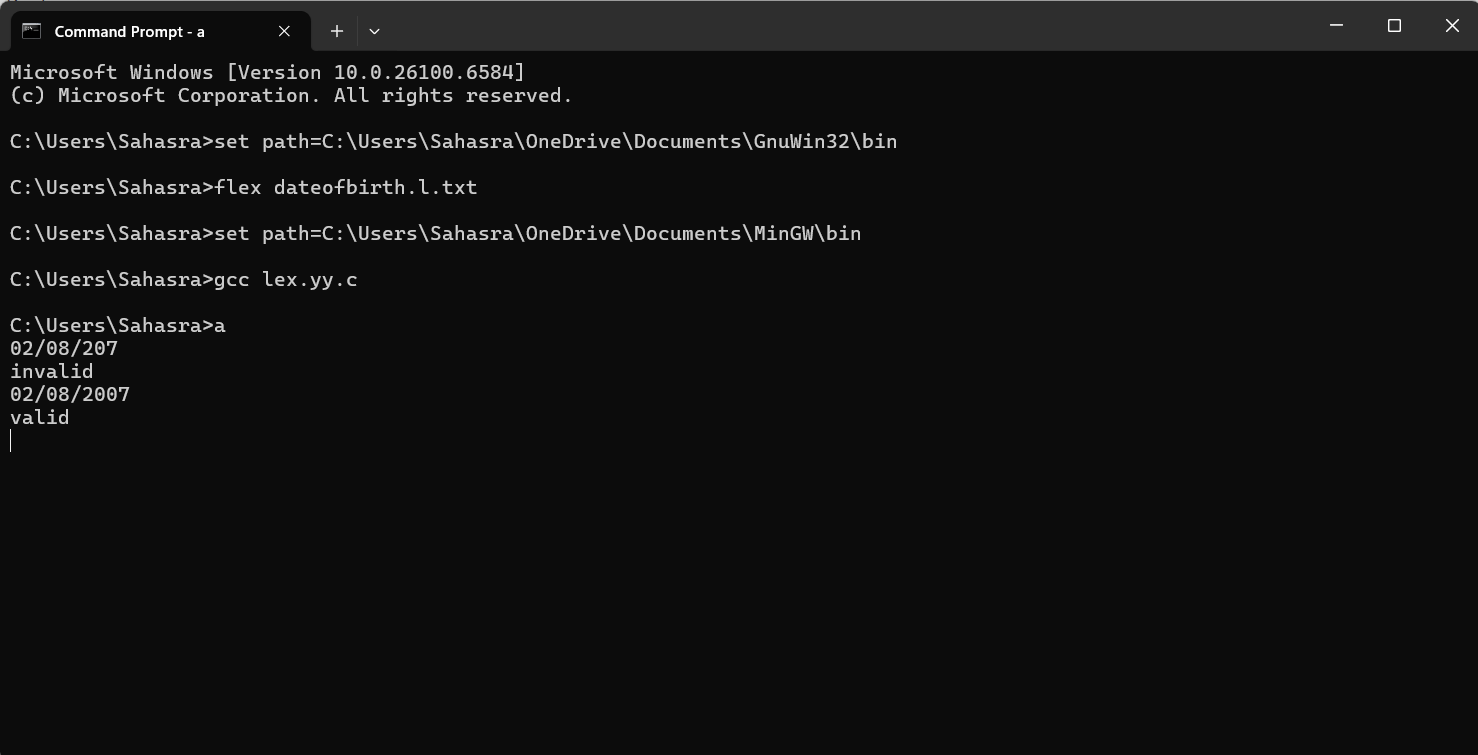 Command Prompt - a
Microsoft Windows [Version 10.0.26100.6584]
(c) Microsoft Corporation. All rights reserved.
C:\Users\Sahasra>set path=C:\Users\Sahasra\OneDrive\Documents\GnuWin32\bin
C:\Users\Sahasra>flex dateofbirth.l.txt
C:\Users\Sahasra>set path=C:\Users\Sahasra\OneDrive\Documents\MinGW\bin
C:\Users\Sahasra>gcc lex.yy.c
C:\Users\Sahasra>a
02/08/207
invalid
02/08/2007
valid